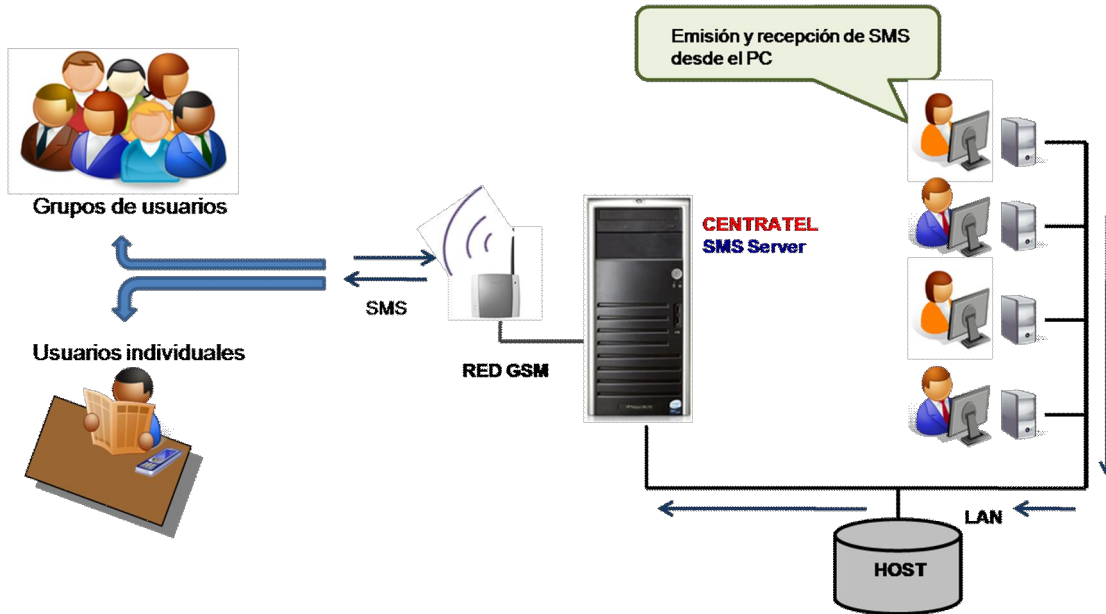 Emisión y recepción de SMS
desde el PC
Grupos de usuarios
CENTRATEL
SMS Server
SMS
Usuarios individuales
RED GSM
LAN
HOST